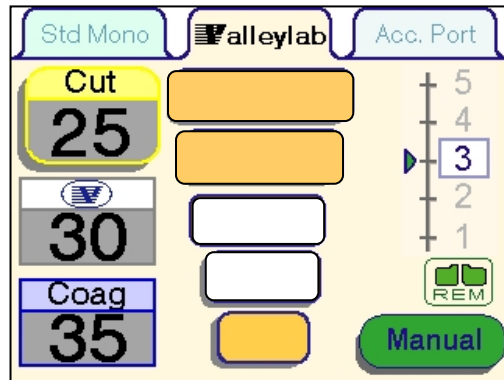 Std Mono
Valleylab
Acc. Port
Cut
25
V
30
Coag
35
5
4
3
2
1
REM
Manual